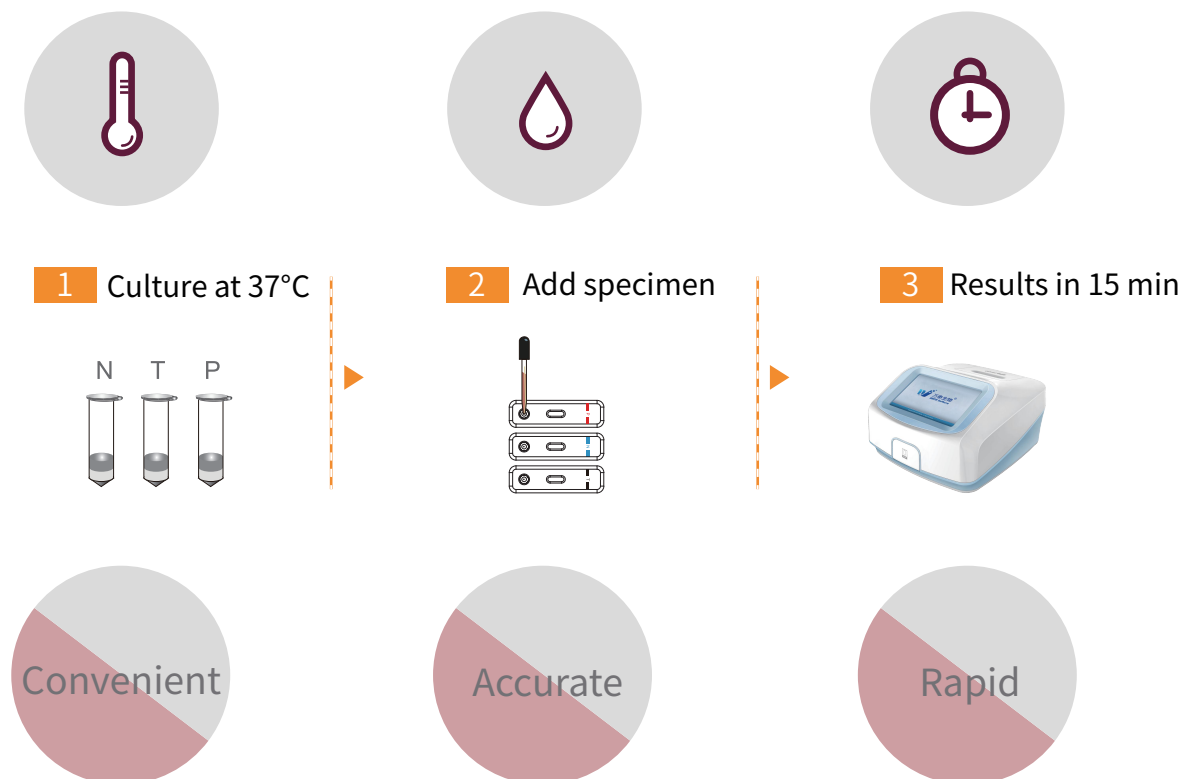 1 Culture at 37°C
2 Add specimen
3 Results in 15 min
N T P
Convenient
Accurate
Rapid